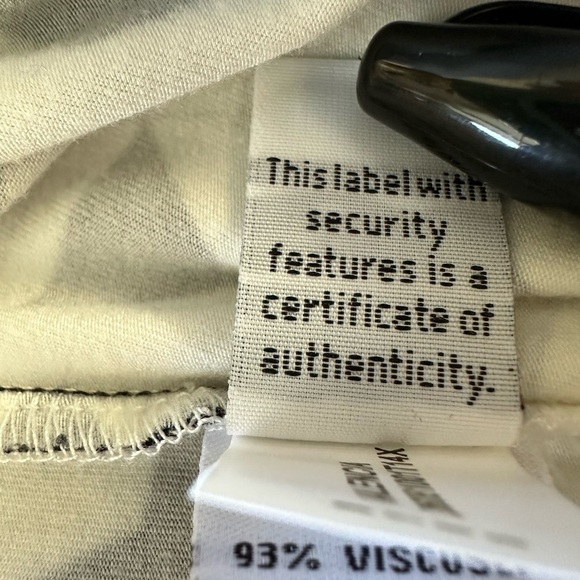 This label with
security
features is a
certificate of
authenticity.
93% VISCOSE